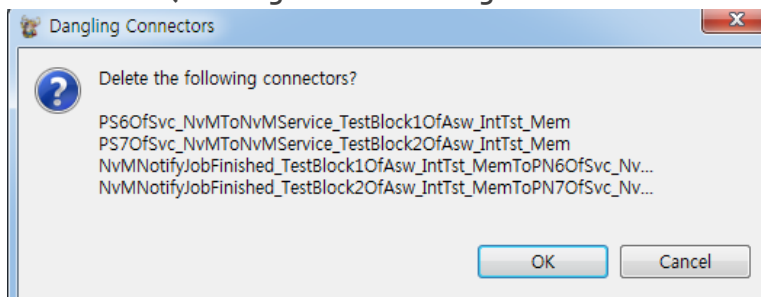 Dangling Connectors
Delete the following connectors?
PS6OfSvc_NvMToNvMService_TestBlock1OfAsw_IntTst_Mem
PS7OfSvc_NvMToNvMService_TestBlock2OfAsw_IntTst_Mem
NvMNotifyJobFinished_TestBlock1OfAsw_IntTst_MemToPN6OfSvc_Nv...
NvMNotifyJobFinished_TestBlock2OfAsw_IntTst_MemToPN7OfSvc_Nv...
OK Cancel